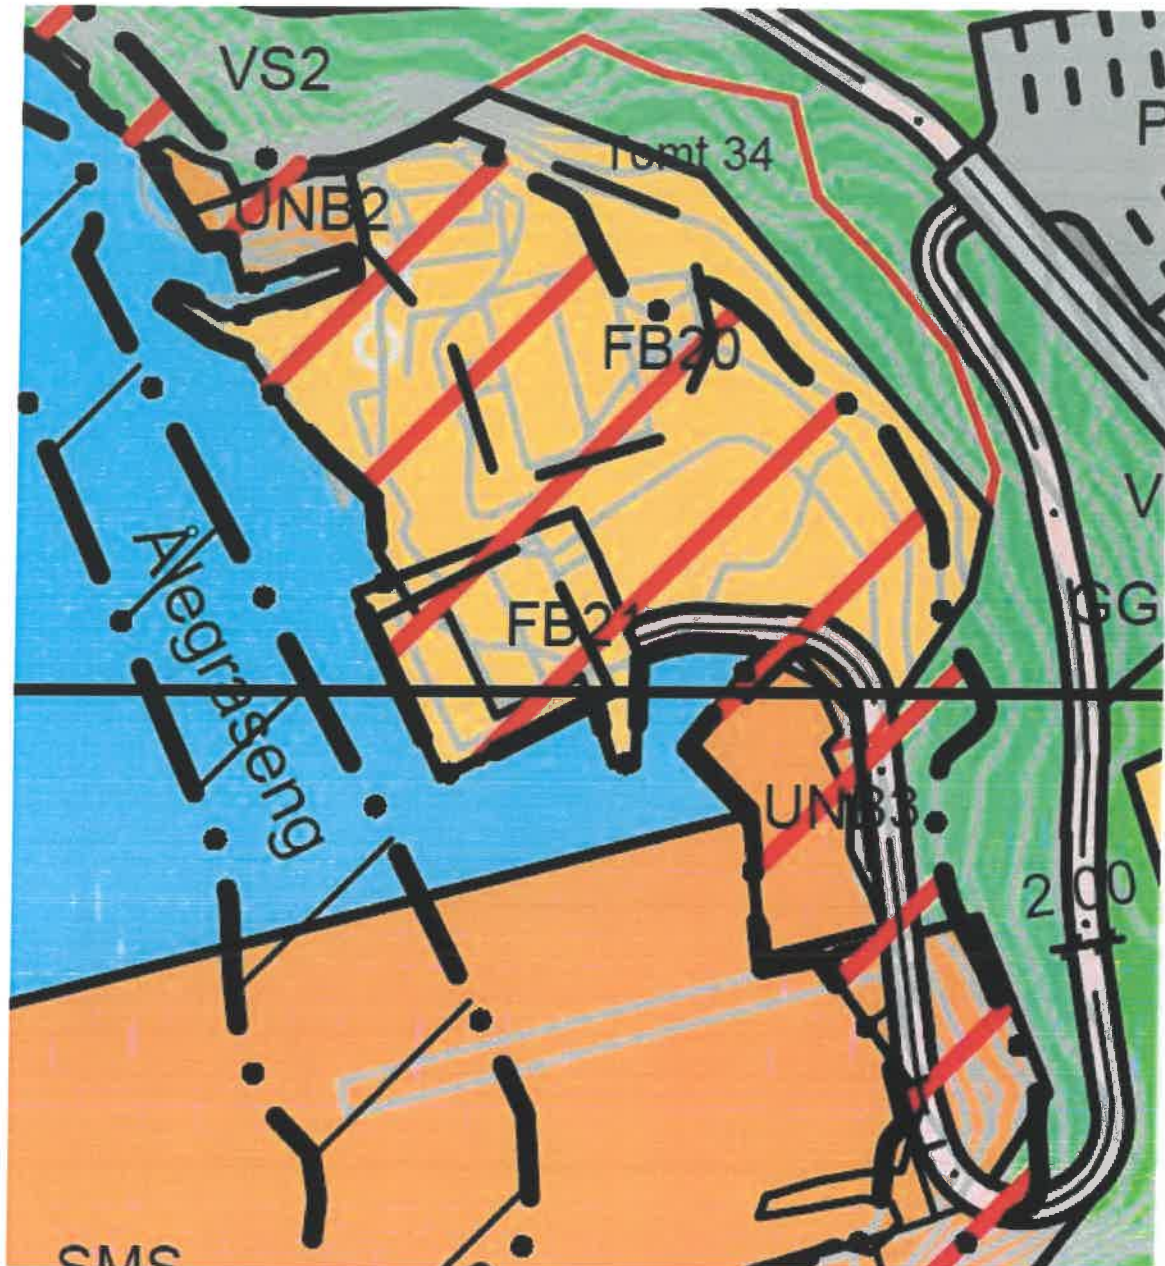 VS2
P
Tomt 34
UNB2
FB20
V
Ålegraseng
FB21
GG
UNB3
2.00
SMS